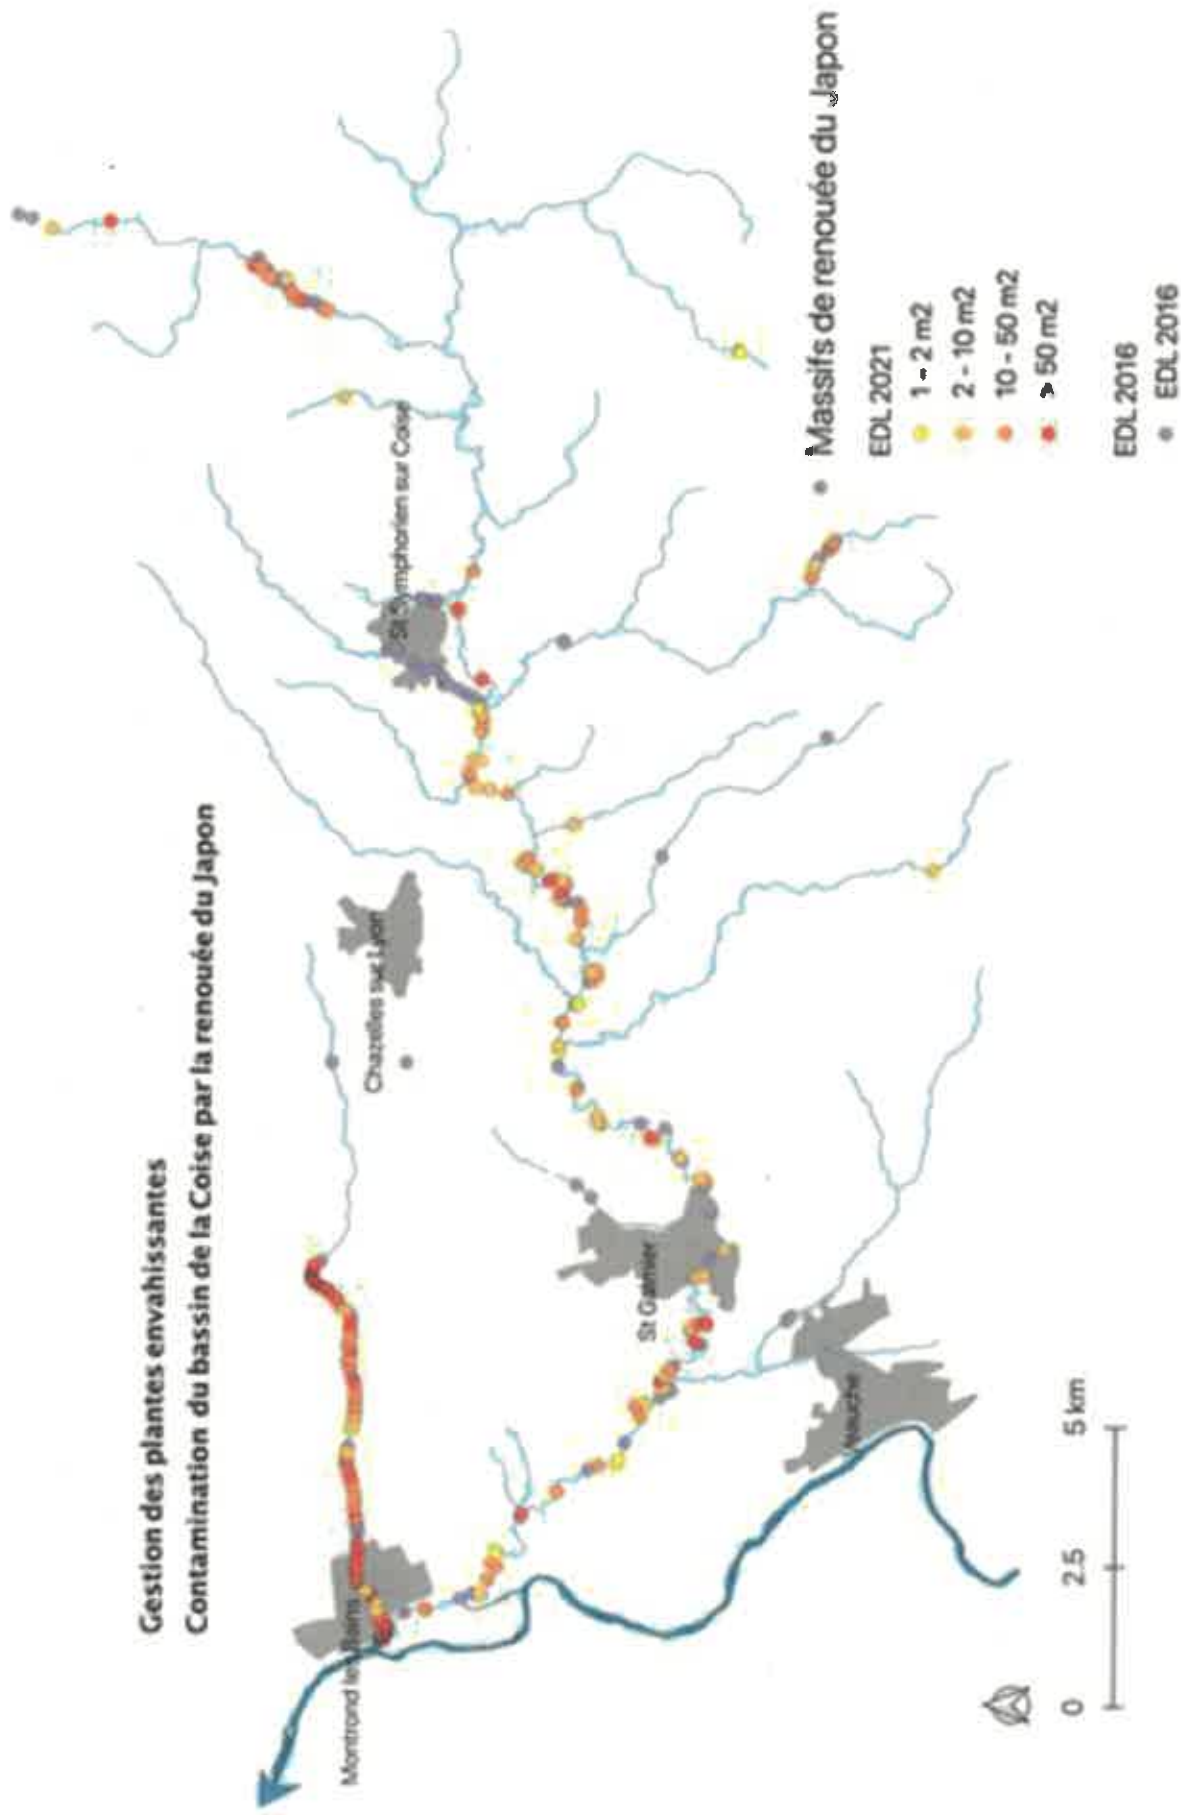 Gestion des plantes envahissantes
Contamination du bassin de la Coise par la renouée du Japon
Montrond les Bains
Chazelles sur Lyon
St Symphorien sur Coise
St Galmier
Veauche
Massifs de renouée du Japon
EDL 2021
1 - 2 m2
2 - 10 m2
10 - 50 m2
> 50 m2
EDL 2016
EDL 2016
0 2.5 5 km